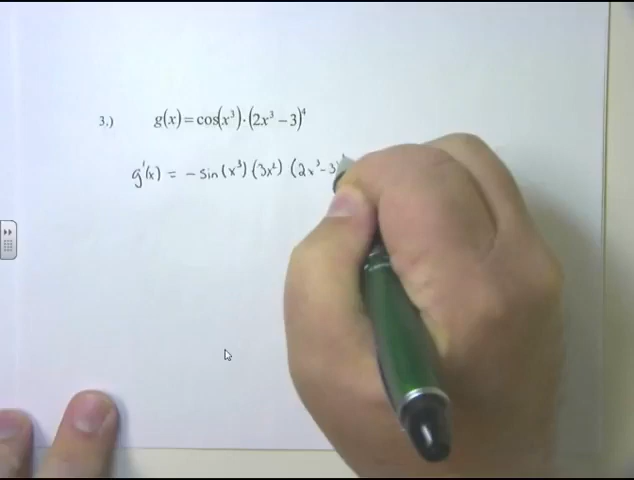 3.) g(x) = cos(x³)·(2x³ − 3)⁴
g'(x) = − sin(x³) (3x²) (2x³-3)